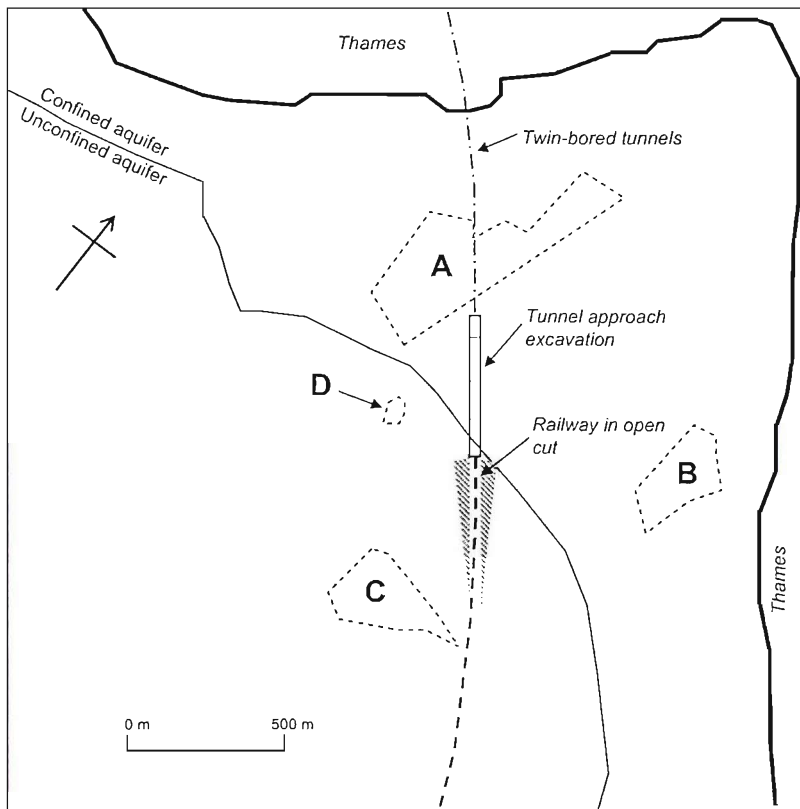 Thames
Confined aquifer
Unconfined aquifer
Twin-bored tunnels
A
Tunnel approach
excavation
D
Railway in open
cut
B
C
Thames
0 m
500 m